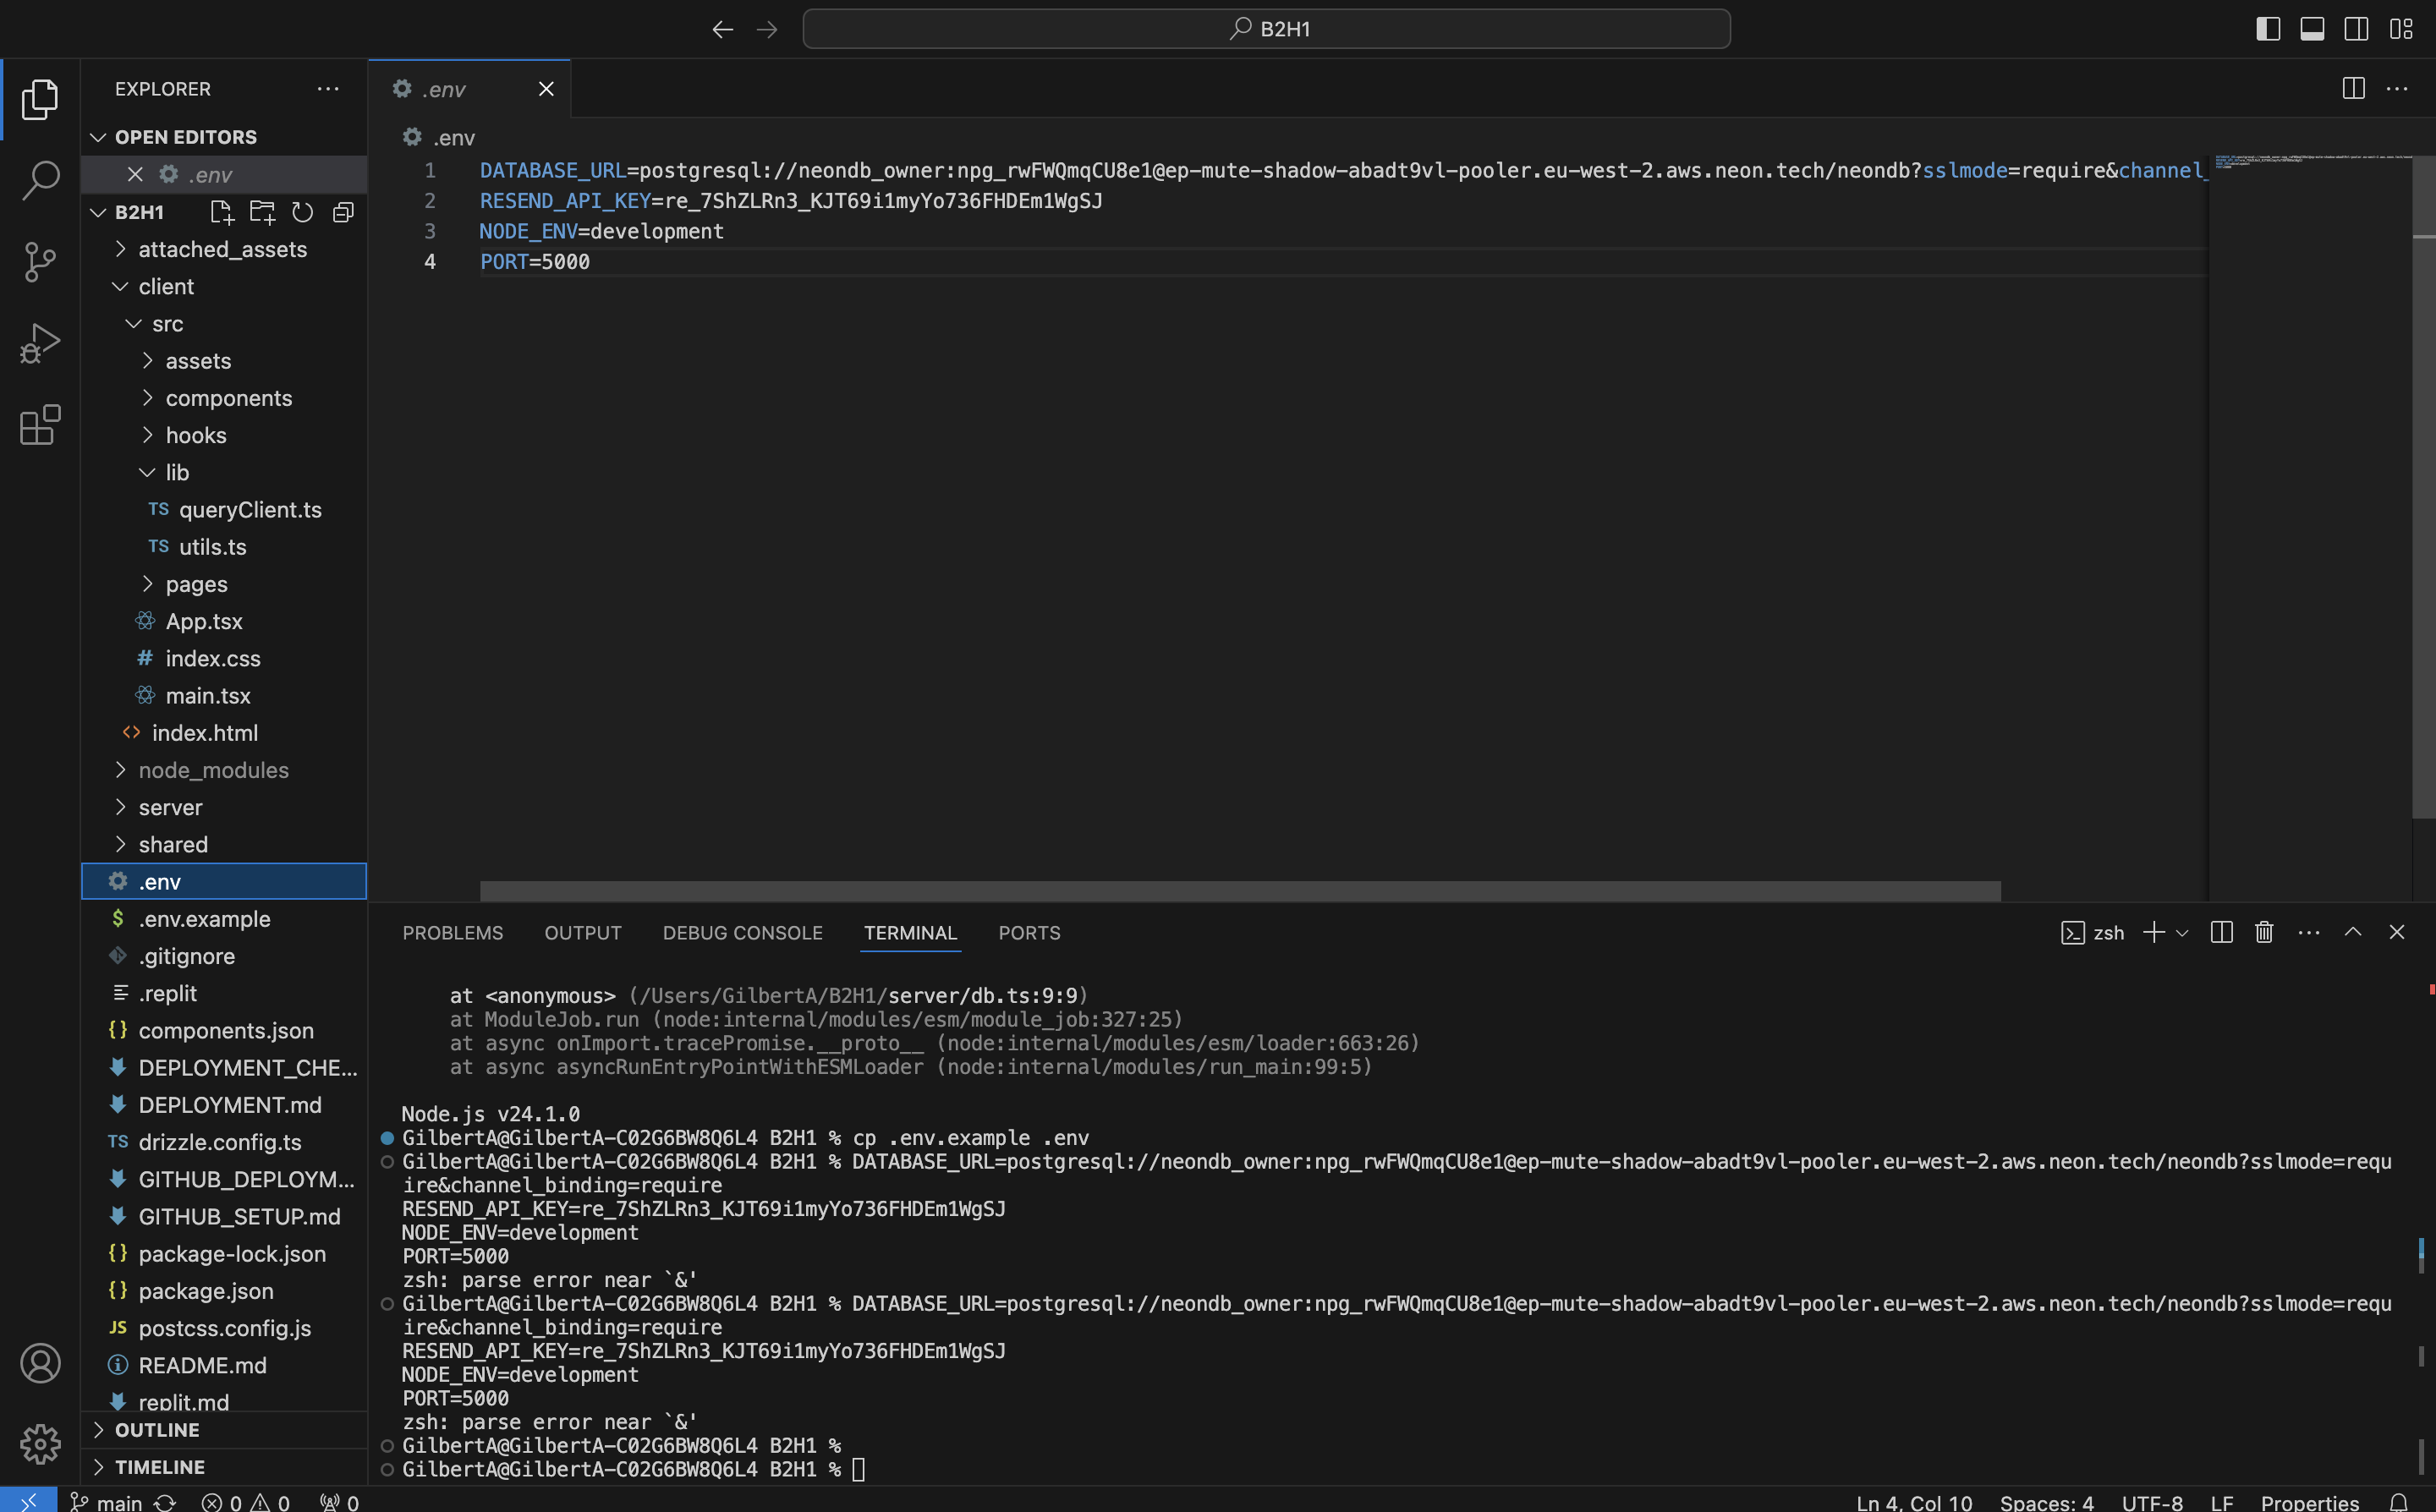 B2H1
EXPLORER
OPEN EDITORS
.env
B2H1
attached_assets
client
src
assets
components
hooks
lib
TS queryClient.ts
TS utils.ts
pages
App.tsx
# index.css
main.tsx
<> index.html
node_modules
server
shared
.env
$ .env.example
.gitignore
.replit
{} components.json
DEPLOYMENT_CHE...
DEPLOYMENT.md
TS drizzle.config.ts
GITHUB_DEPLOYM...
GITHUB_SETUP.md
{} package-lock.json
{} package.json
JS postcss.config.js
README.md
replit.md
OUTLINE
TIMELINE
.env
.env
1 DATABASE_URL=postgresql://neondb_owner:npg_rwFWQmqCU8e1@ep-mute-shadow-abadt9vl-pooler.eu-west-2.aws.neon.tech/neondb?sslmode=require&channel_
2 RESEND_API_KEY=re_7ShZLRn3_KJT69i1myYo736FHDEm1WgSJ
3 NODE_ENV=development
4 PORT=5000
PROBLEMS OUTPUT DEBUG CONSOLE TERMINAL PORTS
zsh
at <anonymous> (/Users/GilbertA/B2H1/server/db.ts:9:9)
at ModuleJob.run (node:internal/modules/esm/module_job:327:25)
at async onImport.tracePromise.__proto__ (node:internal/modules/esm/loader:663:26)
at async asyncRunEntryPointWithESMLoader (node:internal/modules/run_main:99:5)
Node.js v24.1.0
GilbertA@GilbertA-C02G6BW8Q6L4 B2H1 % cp .env.example .env
GilbertA@GilbertA-C02G6BW8Q6L4 B2H1 % DATABASE_URL=postgresql://neondb_owner:npg_rwFWQmqCU8e1@ep-mute-shadow-abadt9vl-pooler.eu-west-2.aws.neon.tech/neondb?sslmode=requ
ire&channel_binding=require
RESEND_API_KEY=re_7ShZLRn3_KJT69i1myYo736FHDEm1WgSJ
NODE_ENV=development
PORT=5000
zsh: parse error near `&'
GilbertA@GilbertA-C02G6BW8Q6L4 B2H1 % DATABASE_URL=postgresql://neondb_owner:npg_rwFWQmqCU8e1@ep-mute-shadow-abadt9vl-pooler.eu-west-2.aws.neon.tech/neondb?sslmode=requ
ire&channel_binding=require
RESEND_API_KEY=re_7ShZLRn3_KJT69i1myYo736FHDEm1WgSJ
NODE_ENV=development
PORT=5000
zsh: parse error near `&'
GilbertA@GilbertA-C02G6BW8Q6L4 B2H1 %
GilbertA@GilbertA-C02G6BW8Q6L4 B2H1 %
main 0 0 0
Ln 4, Col 10 Spaces: 4 UTF-8 LF Properties